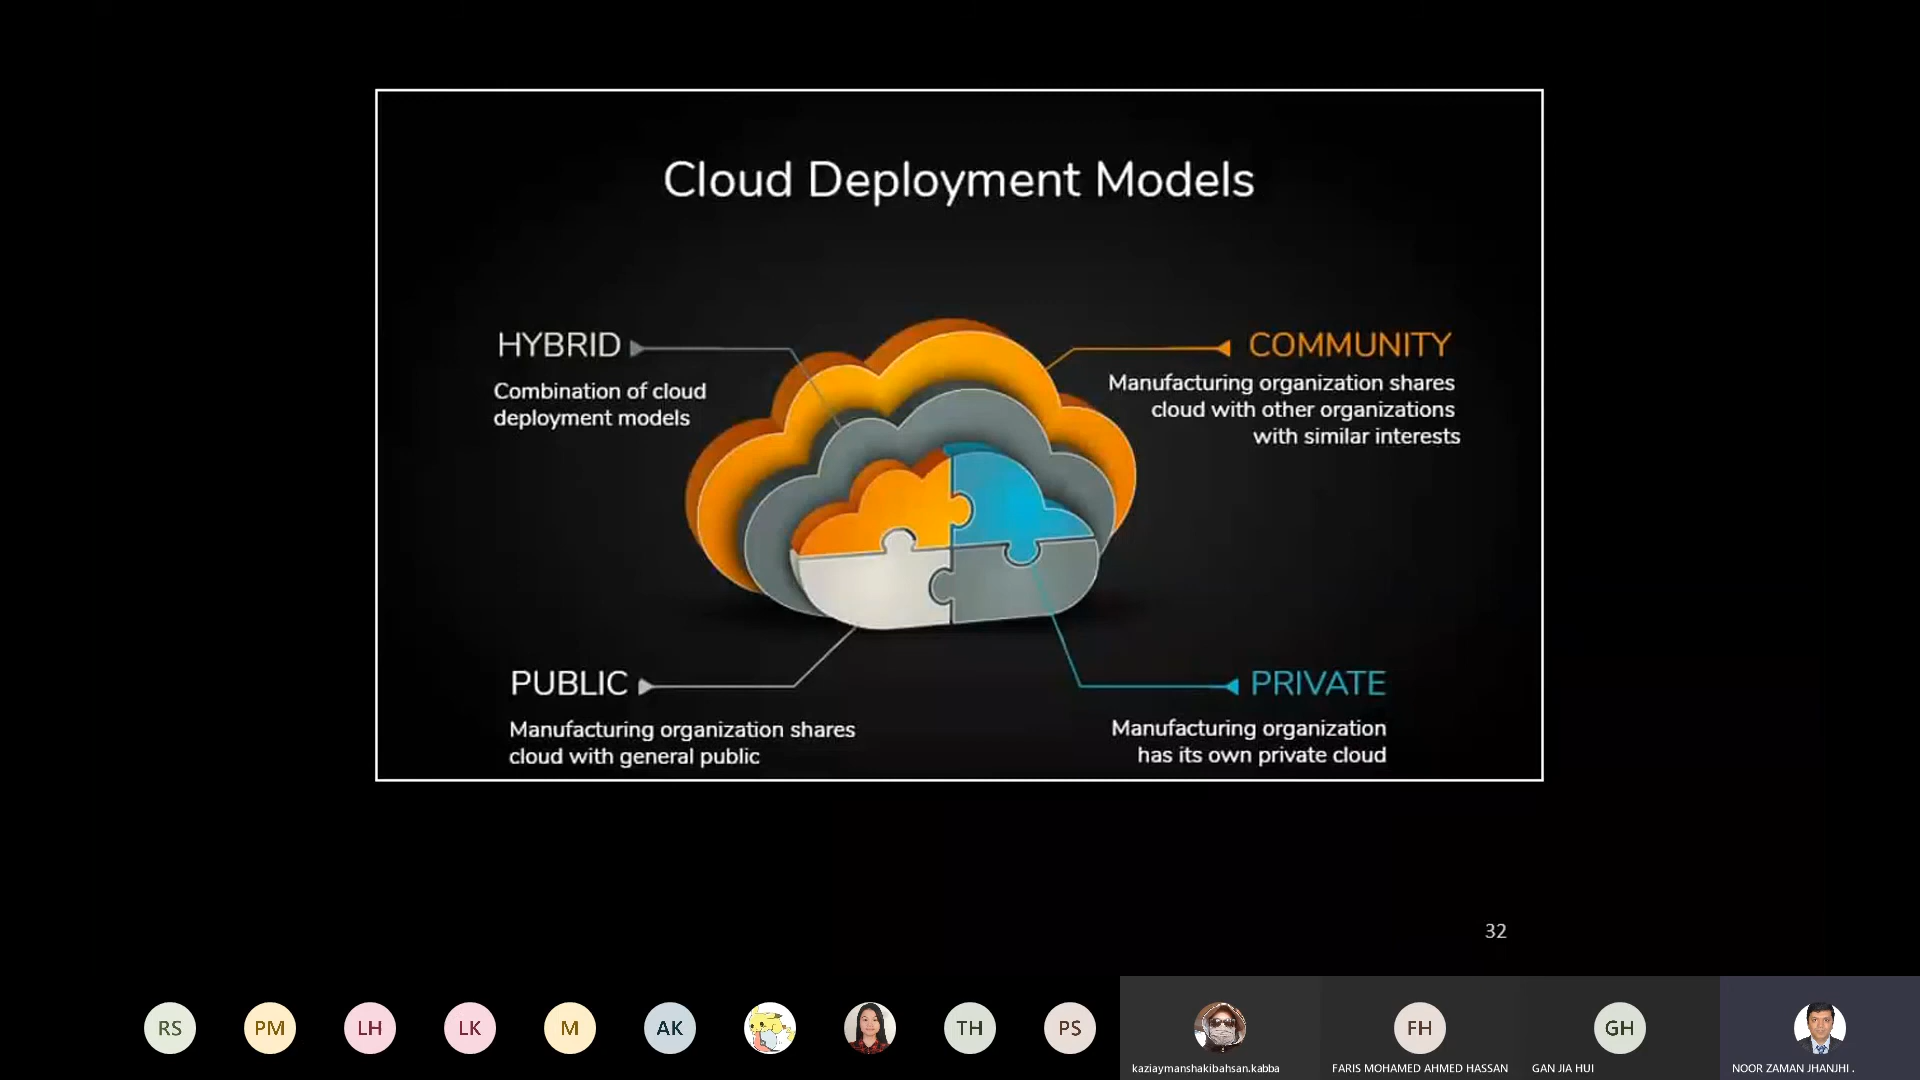 Cloud Deployment Models
HYBRID
Combination of cloud
deployment models
COMMUNITY
Manufacturing organization shares
cloud with other organizations
with similar interests
PUBLIC
Manufacturing organization shares
cloud with general public
PRIVATE
Manufacturing organization
has its own private cloud
32
RS
PM
LH
LK
M
AK
TH
PS
FH
GH
kaziaymanshakibahsan.kabba
FARIS MOHAMED AHMED HASSAN
GAN JIA HUI
NOOR ZAMAN JHANJHI .